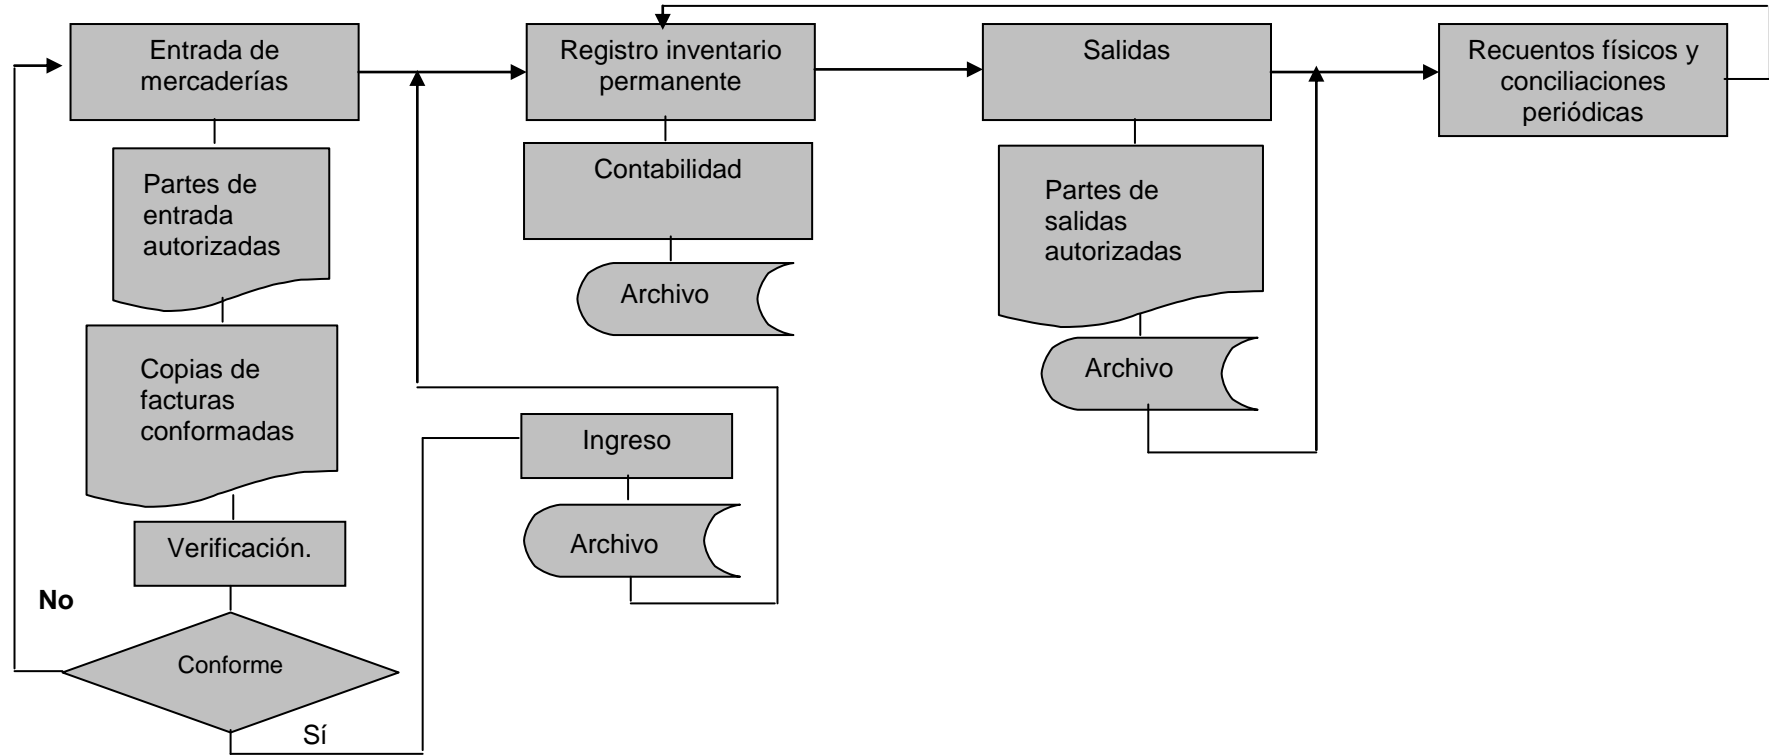 Entrada de
mercaderías
Registro inventario
permanente
Salidas
Recuentos físicos y
conciliaciones
periódicas
Partes de
entrada
autorizadas
Contabilidad
Partes de
salidas
autorizadas
Archivo
Copias de
facturas
conformadas
Archivo
Ingreso
Verificación.
Archivo
No
Conforme
Sí